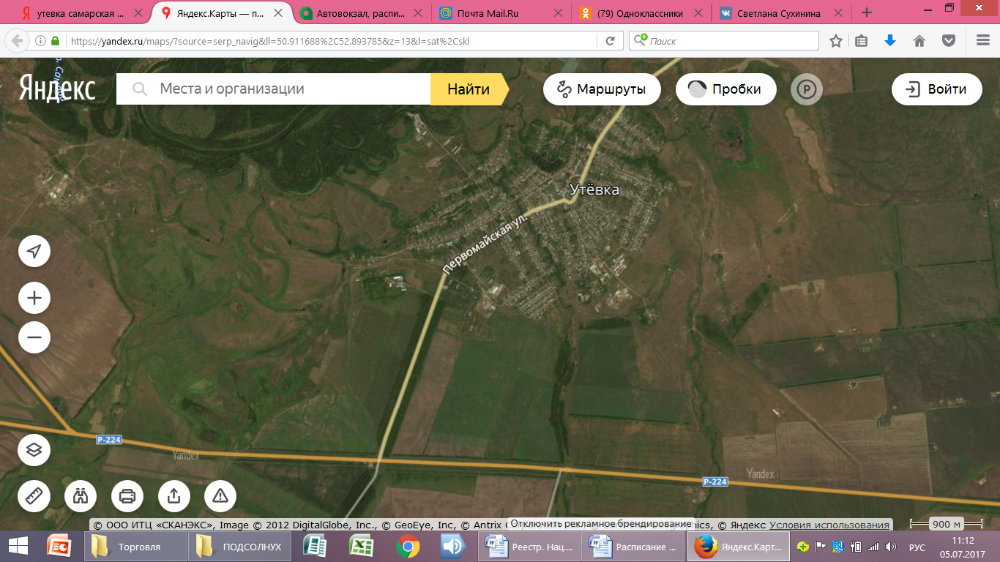 утевка самарская ...
Яндекс.Карты — п...
Автовокзал, распи...
Почта Mail.Ru
(79) Одноклассники
Светлана Сухинина
https://yandex.ru/maps/?source=serp_navig&ll=50.911688%2C52.893785&z=13&l=sat%2Cskl
Поиск
Яндекс
Места и организации
Найти
Маршруты
Пробки
P
Войти
Утёвка
Первомайская ул.
Р-224
Yandex
Yandex
Р-224
© ООО ИТЦ «СКАНЭКС», Image © 2012 DigitalGlobe, Inc., © GeoEye, Inc, © Antrix
Отключить рекламное брендирование
© Яндекс Условия использования
900 м
Торговля
ПОДСОЛНУХ
Реестр. Нац....
Расписание ...
Яндекс.Карт...
РУС
11:12
05.07.2017